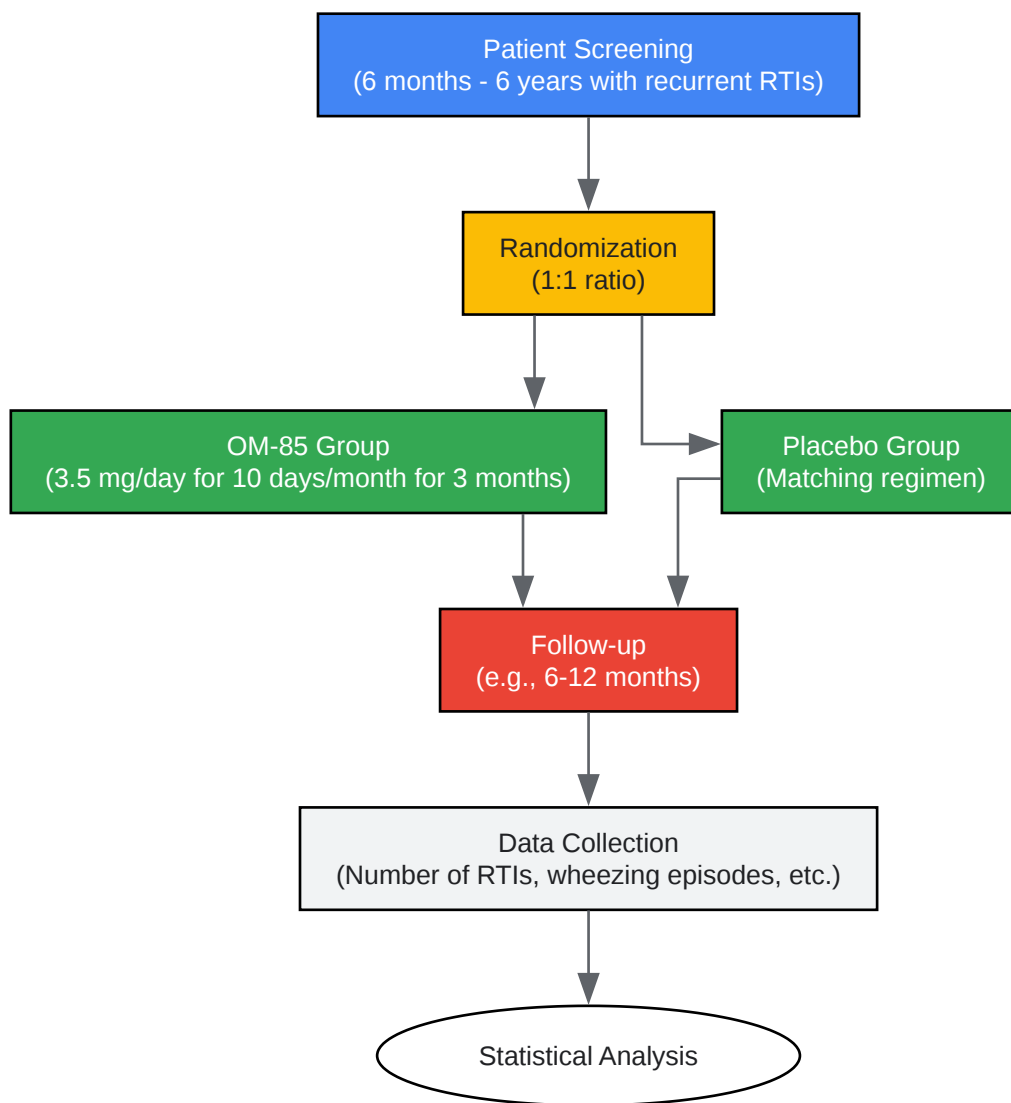 Patient Screening
(6 months - 6 years with recurrent RTIs)
Randomization
(1:1 ratio)
OM-85 Group
(3.5 mg/day for 10 days/month for 3 months)
Placebo Group
(Matching regimen)
Follow-up
(e.g., 6-12 months)
Data Collection
(Number of RTIs, wheezing episodes, etc.)
Statistical Analysis